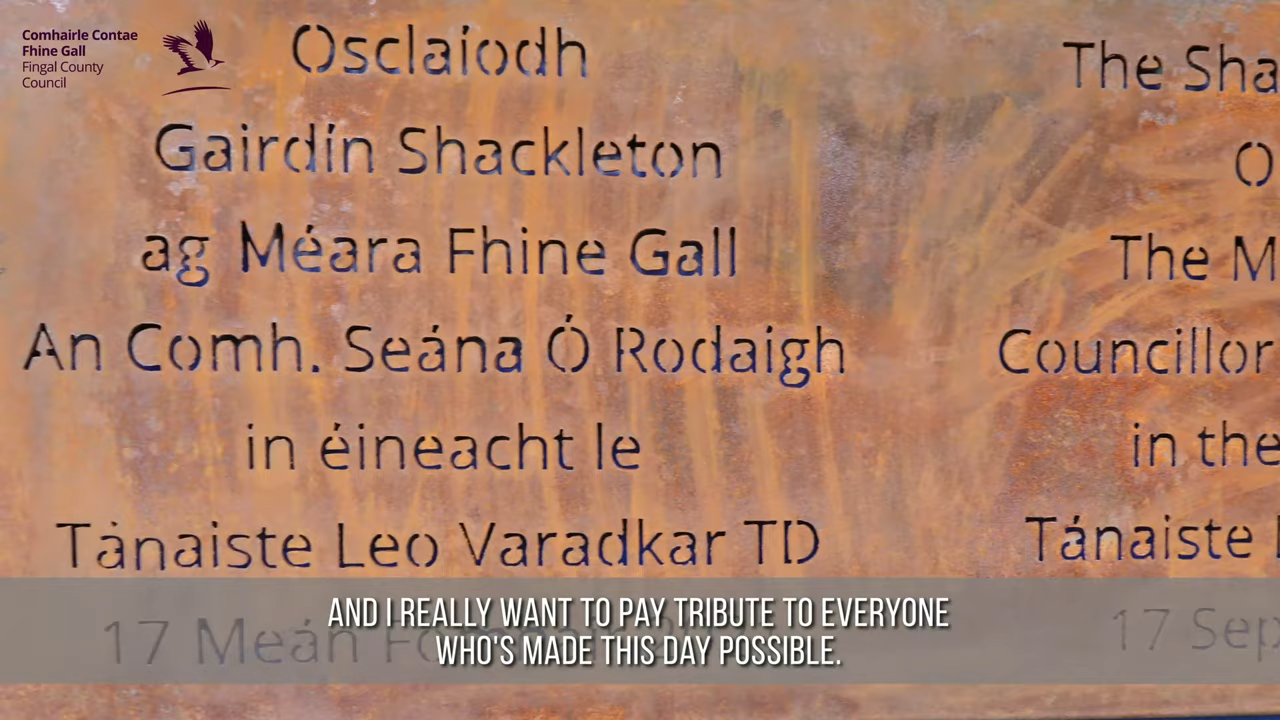 Comhairle Contae
Fhine Gall
Fingal County
Council
Osclaíodh
Gairdín Shackleton
ag Méara Fhine Gall
An Comh. Seána Ó Rodaigh
in éineacht le
Tánaiste Leo Varadkar TD
17 Meán
The Sha
O
The M
Councillor
in the
Tánaiste
17 Sep
AND I REALLY WANT TO PAY TRIBUTE TO EVERYONE
WHO'S MADE THIS DAY POSSIBLE.